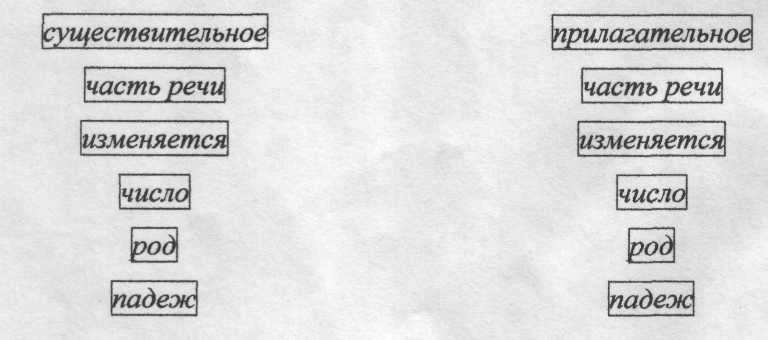 существительное
часть речи
изменяется
число
род
падеж
прилагательное
часть речи
изменяется
число
род
падеж